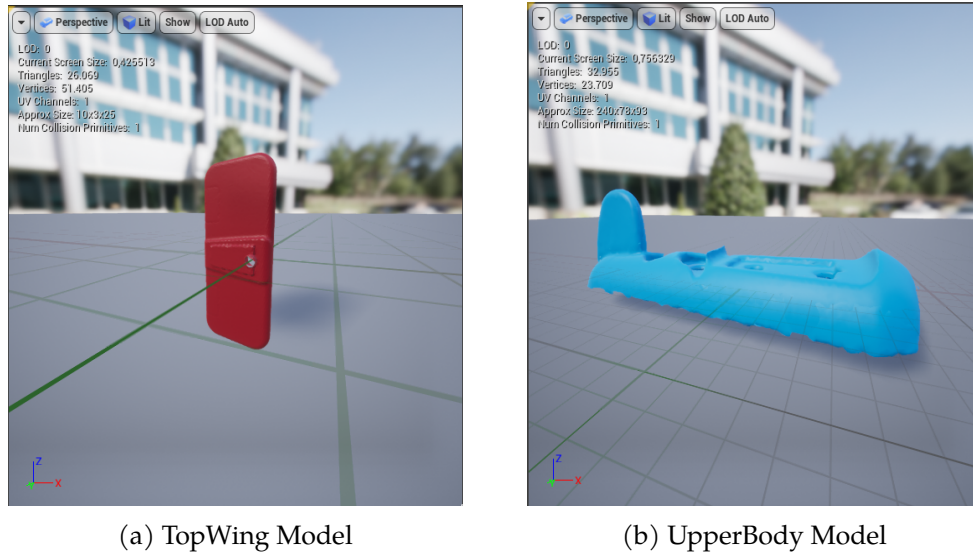 Perspective Lit Show LOD Auto
LOD: 0
Current Screen Size: 0,425513
Triangles: 26.069
Vertices: 51.405
UV Channels: 1
Approx Size: 10x3x25
Num Collision Primitives: 1
Z
X
(a) TopWing Model
Perspective Lit Show LOD Auto
LOD: 0
Current Screen Size: 0,756329
Triangles: 32.955
Vertices: 23.709
UV Channels: 1
Approx Size: 240x78x93
Num Collision Primitives: 1
Z
X
(b) UpperBody Model